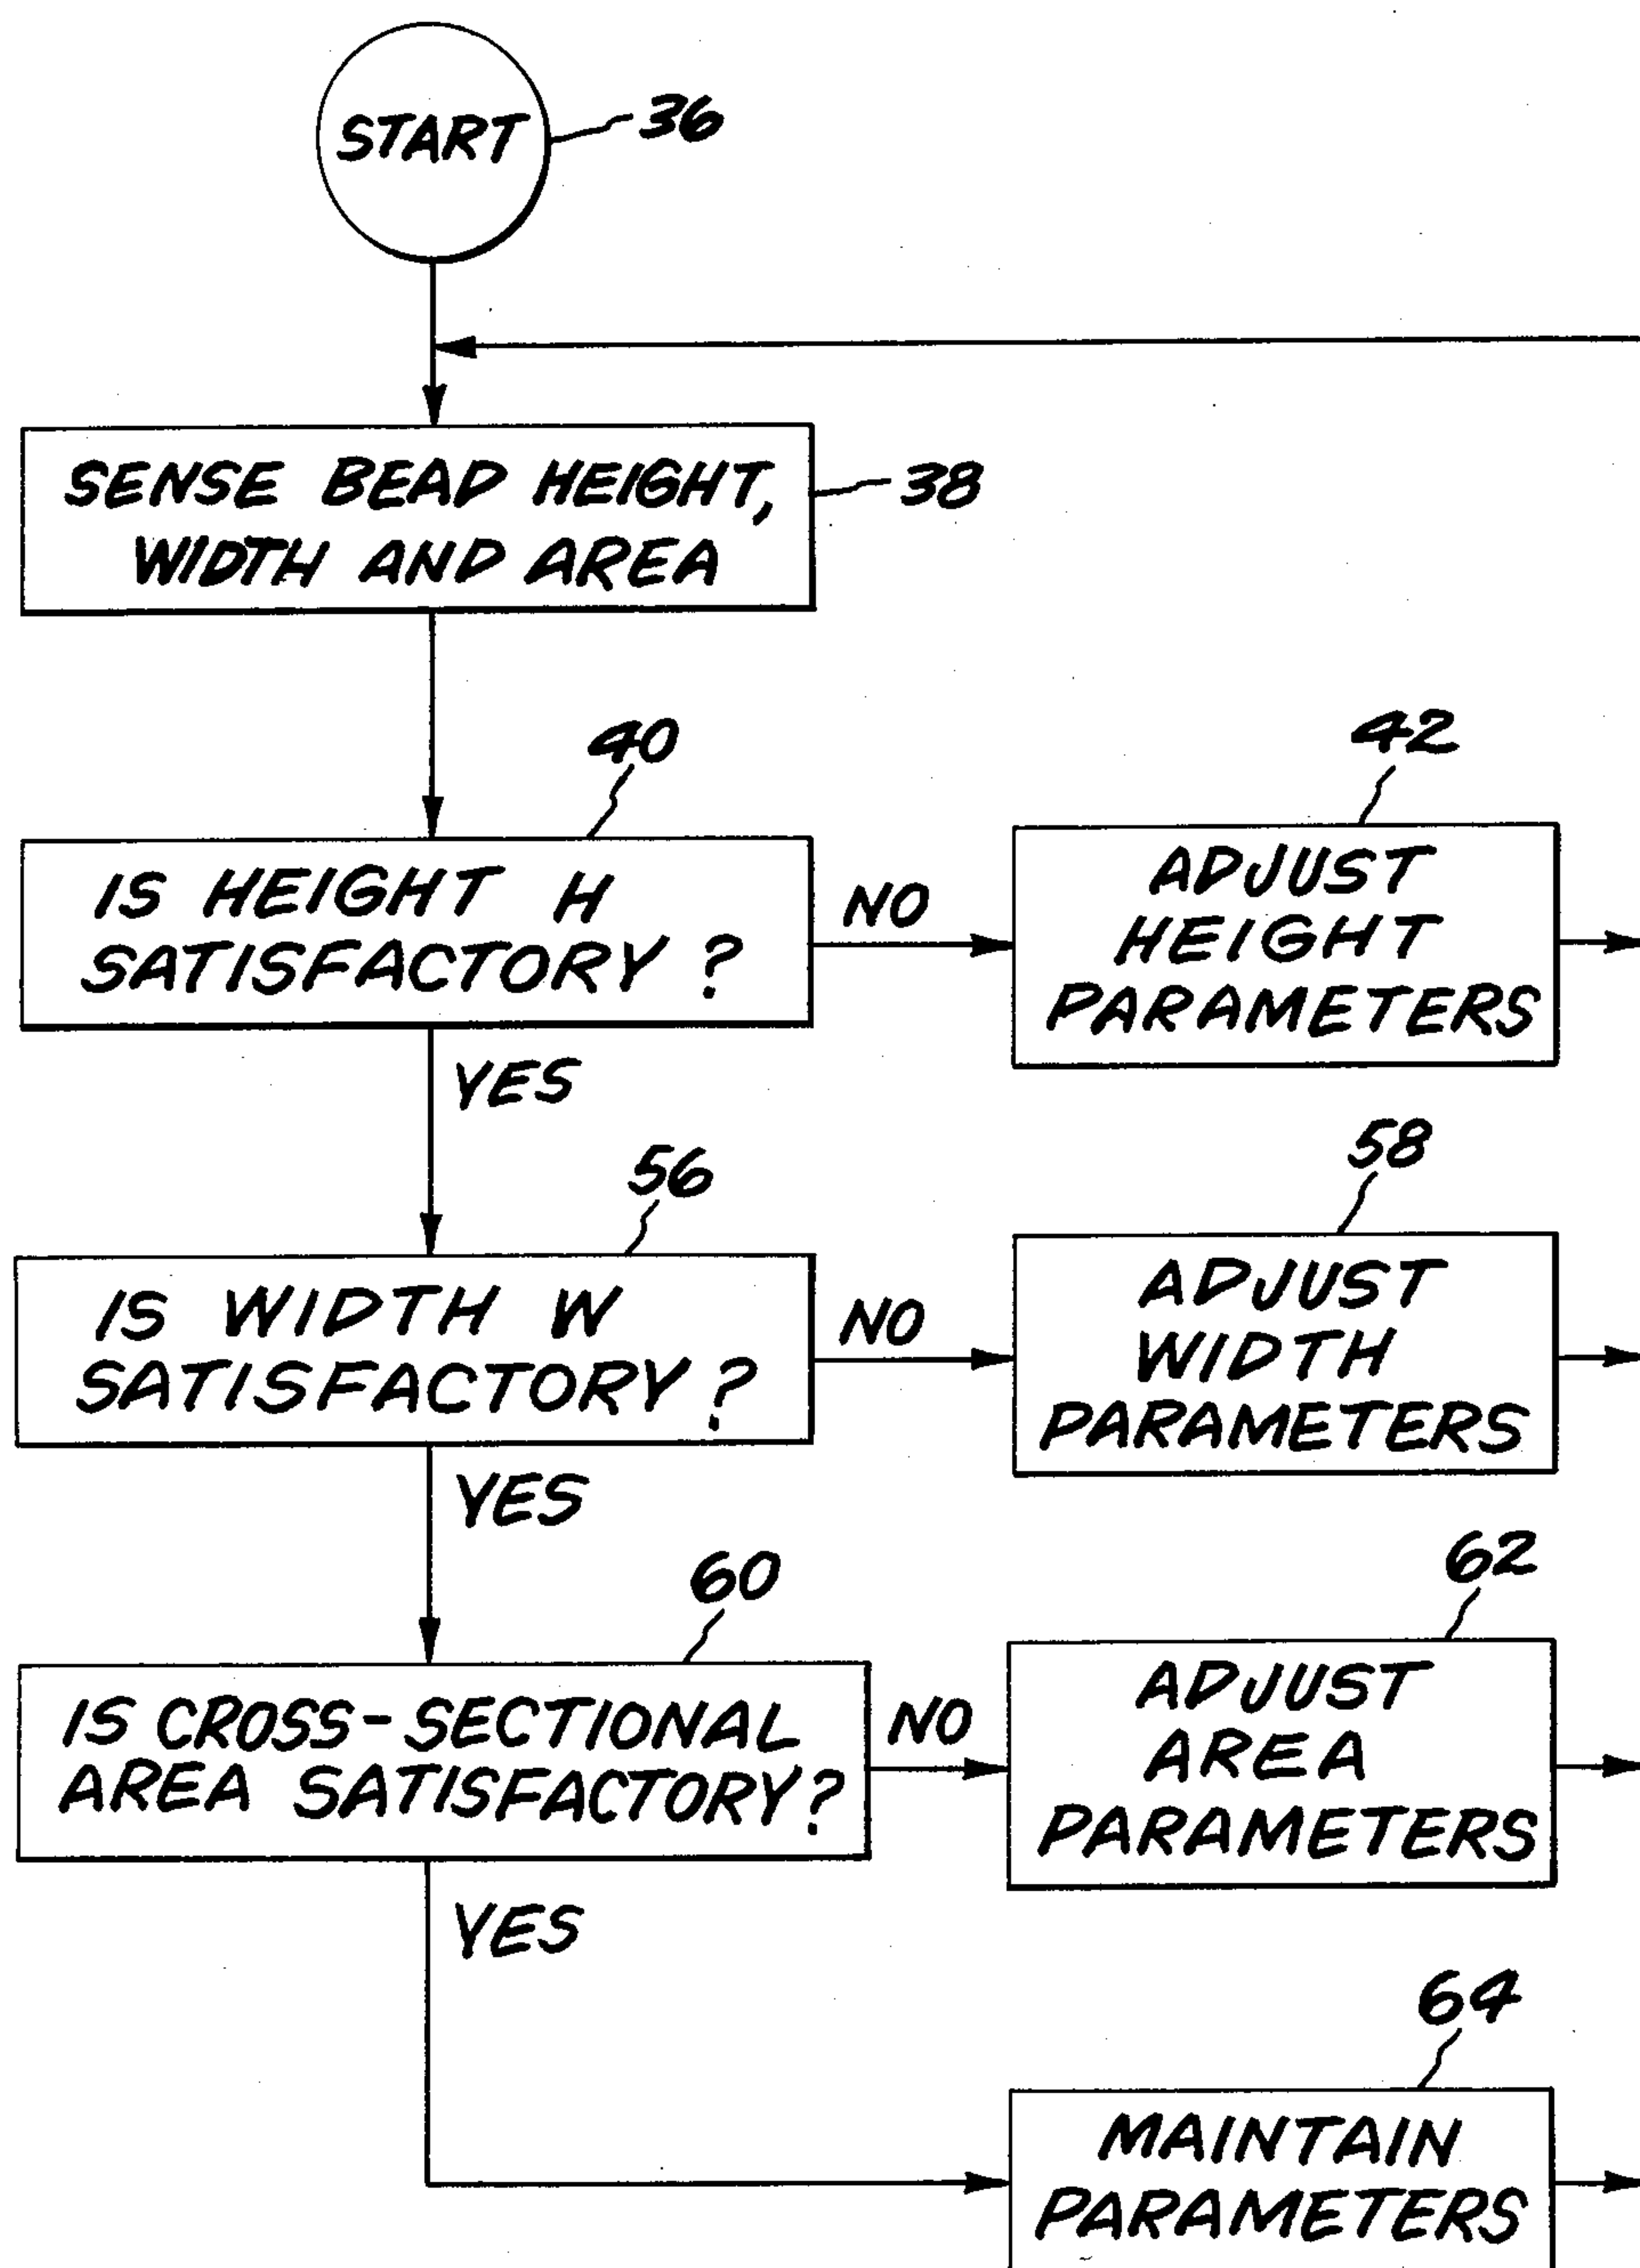 START
36
SENSE BEAD HEIGHT,
WIDTH AND AREA
38
40
IS HEIGHT H
SATISFACTORY ?
NO
42
ADJUST
HEIGHT
PARAMETERS
YES
56
IS WIDTH W
SATISFACTORY ?
NO
58
ADJUST
WIDTH
PARAMETERS
YES
60
IS CROSS-SECTIONAL
AREA SATISFACTORY?
NO
62
ADJUST
AREA
PARAMETERS
YES
64
MAINTAIN
PARAMETERS